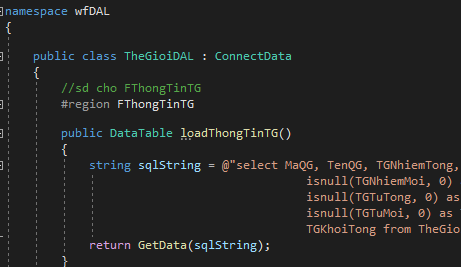 namespace wfDAL
{
public class TheGioiDAL : ConnectData
{
//sd cho FThongTinTG
#region FThongTinTG
public DataTable loadThongTinTG()
{
string sqlString = @"select MaQG, TenQG, TGNhiemTong,
isnull(TGNhiemMoi, 0)
isnull(TGTuTong, 0) as
isnull(TGTuMoi, 0) as
TGKhoiTong from TheG
return GetData(sqlString);
}